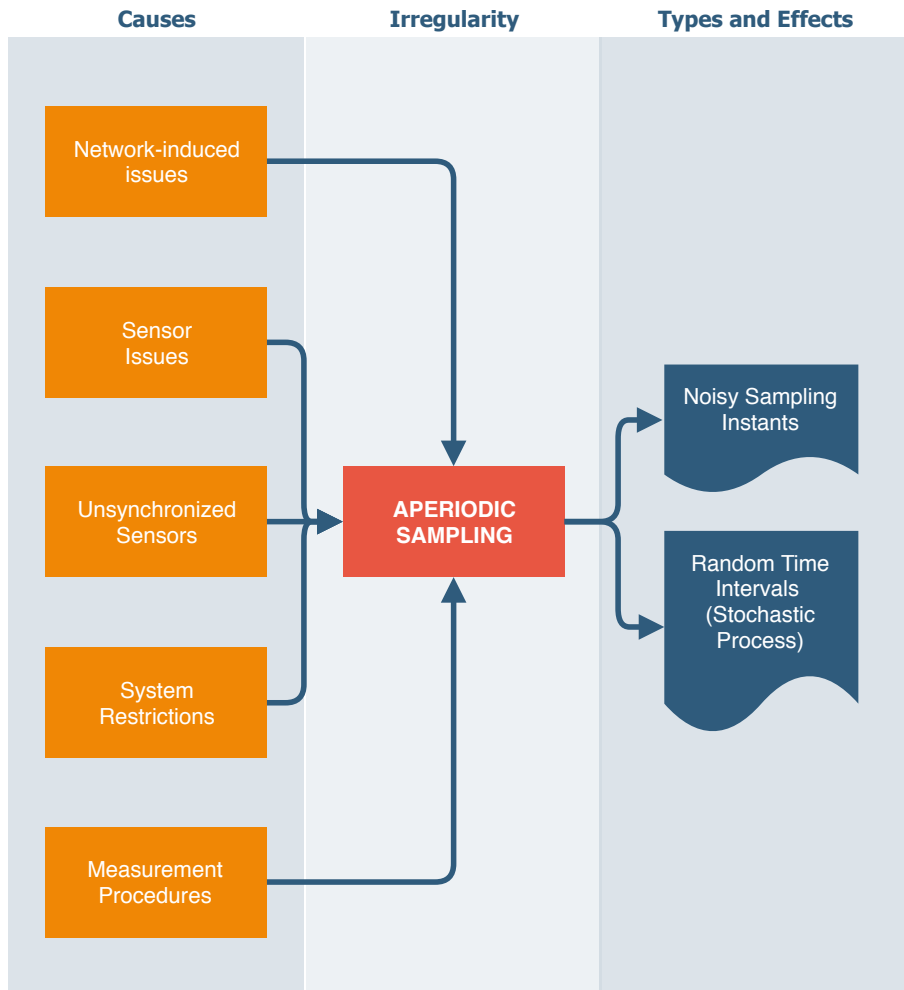 Causes
Irregularity
Types and Effects
Network-induced
issues
Sensor
Issues
Unsynchronized
Sensors
System
Restrictions
Measurement
Procedures
APERIODIC
SAMPLING
Noisy Sampling
Instants
Random Time
Intervals
(Stochastic
Process)